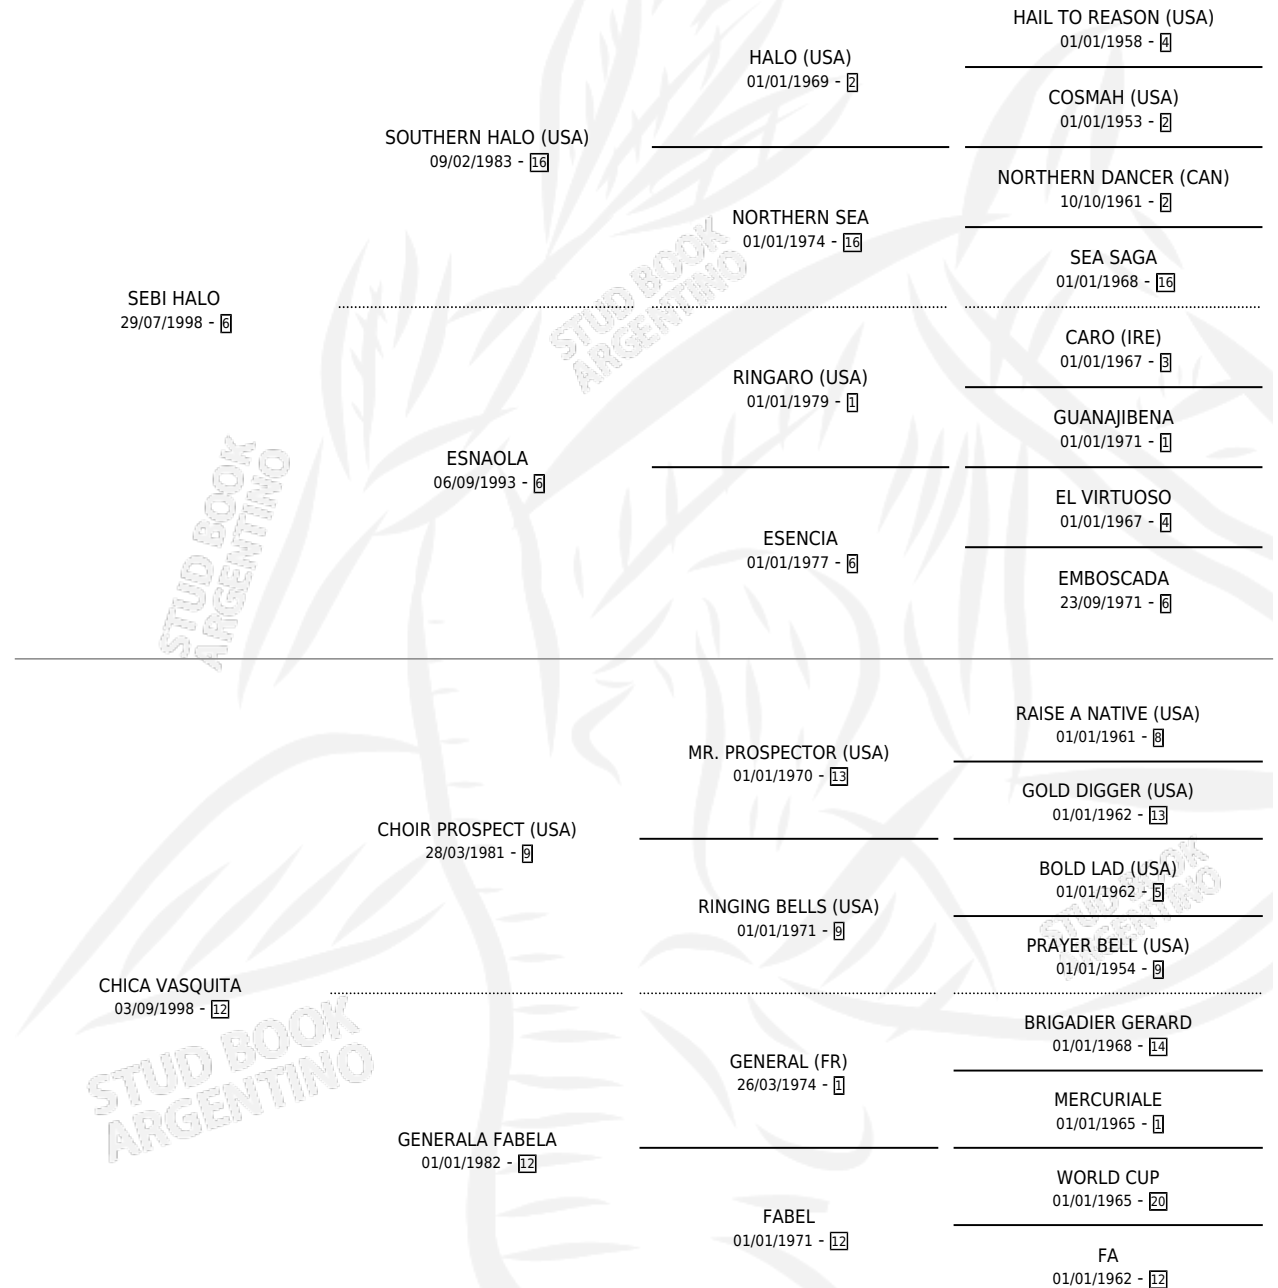 HAIL TO REASON (USA)
01/01/1958 - 4
HALO (USA)
01/01/1969 - 2
COSMAH (USA)
01/01/1953 - 2
SOUTHERN HALO (USA)
09/02/1983 - 16
NORTHERN DANCER (CAN)
10/10/1961 - 2
NORTHERN SEA
01/01/1974 - 16
SEA SAGA
01/01/1968 - 16
SEBI HALO
29/07/1998 - 6
CARO (IRE)
01/01/1967 - 3
RINGARO (USA)
01/01/1979 - 1
GUANAJIBENA
01/01/1971 - 1
ESNAOLA
06/09/1993 - 6
EL VIRTUOSO
01/01/1967 - 4
ESENCIA
01/01/1977 - 6
EMBOSCADA
23/09/1971 - 6
STUD BOOK
ARGENTINO
STUD BOOK
ARGENTINO
RAISE A NATIVE (USA)
01/01/1961 - 8
MR. PROSPECTOR (USA)
01/01/1970 - 13
GOLD DIGGER (USA)
01/01/1962 - 13
CHOIR PROSPECT (USA)
28/03/1981 - 9
BOLD LAD (USA)
01/01/1962 - 5
RINGING BELLS (USA)
01/01/1971 - 9
PRAYER BELL (USA)
01/01/1954 - 9
STUD BOOK
ARGENTINO
CHICA VASQUITA
03/09/1998 - 12
BRIGADIER GERARD
01/01/1968 - 14
GENERAL (FR)
26/03/1974 - 1
MERCURIALE
01/01/1965 - 1
GENERALA FABELA
01/01/1982 - 12
WORLD CUP
01/01/1965 - 20
FABEL
01/01/1971 - 12
FA
01/01/1962 - 12
STUD BOOK
ARGENTINO